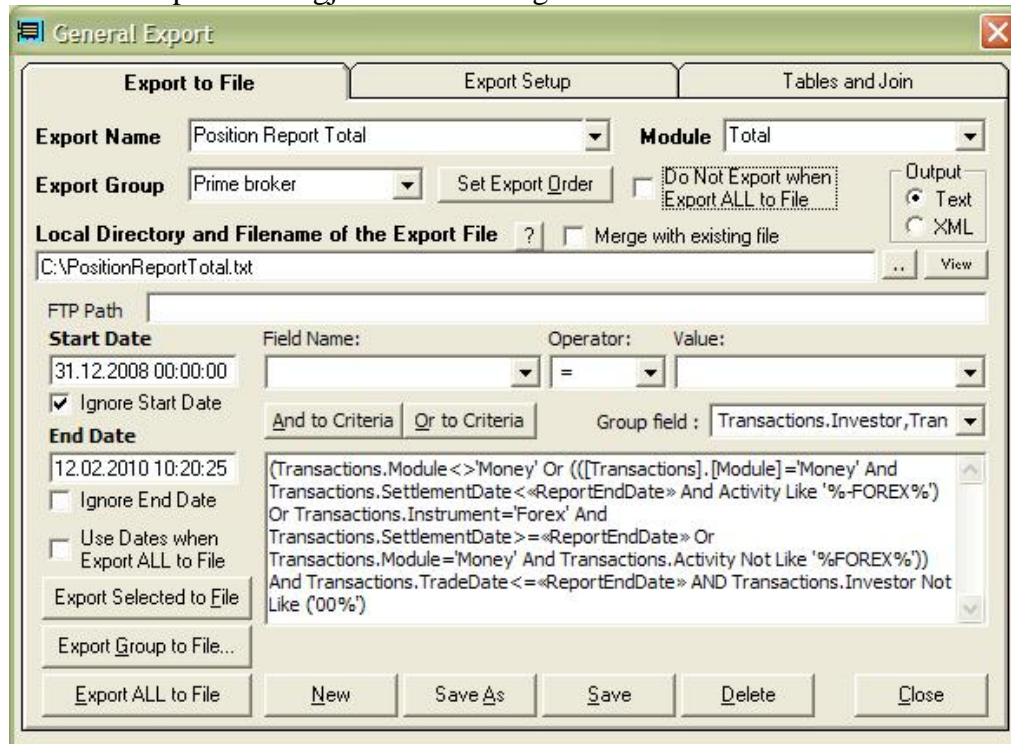 General Export
Export to File Export Setup Tables and Join
Export Name Position Report Total Module Total
Export Group Prime broker Set Export Order Do Not Export when Export ALL to File
Output
Text
XML
Local Directory and Filename of the Export File ? Merge with existing file
C:\PositionReportTotal.txt .. View
FTP Path
Start Date Field Name: Operator: Value:
31.12.2008 00:00:00 =
Ignore Start Date And to Criteria Or to Criteria Group field : Transactions.Investor,Tran
End Date
12.02.2010 10:20:25
Ignore End Date
Use Dates when
Export ALL to File
(Transactions.Module<>'Money' Or (([Transactions].[Module]='Money' And
Transactions.SettlementDate<«ReportEndDate» And Activity Like '%-FOREX%')
Or Transactions.Instrument='Forex' And
Transactions.SettlementDate>=«ReportEndDate» Or
Transactions.Module='Money' And Transactions.Activity Not Like '%FOREX%'))
And Transactions.TradeDate<=«ReportEndDate» AND Transactions.Investor Not
Like ('00%')
Export Selected to File
Export Group to File...
Export ALL to File New Save As Save Delete Close